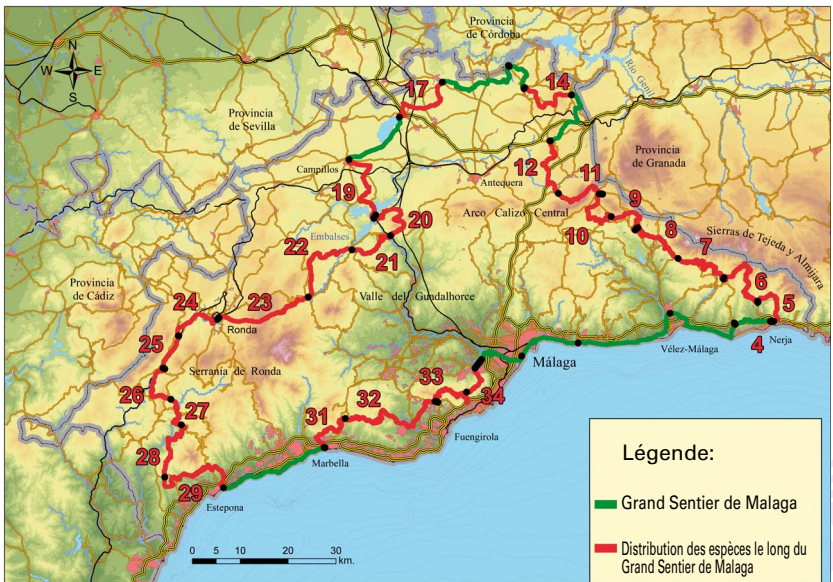 Provincia
de Córdoba
N
W E
S
17
14
Río Genil
Provincia
de Sevilla
Provincia
de Granada
Campillos
12
Antequera
11
19
Arco Calizo Central
9
20
10
Sierras de Tejeda y Almijara
8
Embalses
22
21
7
Provincia
de Cádiz
6
24
23
Valle del Guadalhorce
5
Ronda
4
Nerja
25
Málaga
Vélez-Málaga
Serranía de Ronda
26
33
34
27
31
32
Fuengirola
28
Marbella
29
Estepona
0 5 10 20 30
km.
Légende:
Grand Sentier de Malaga
Distribution des espèces le long du
Grand Sentier de Malaga